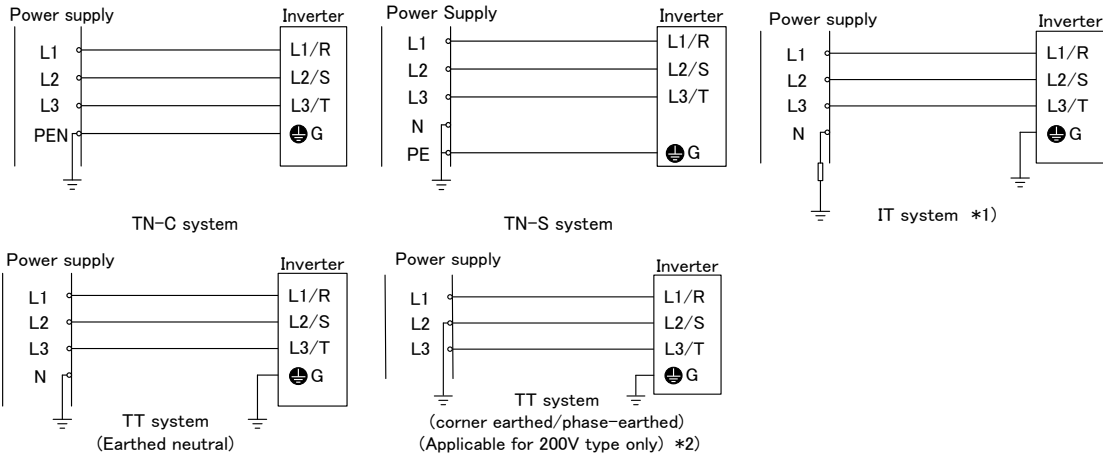 Power supply
Inverter
L1
L1/R
L2
L2/S
L3
L3/T
PEN
G
TN-C system
Power Supply
Inverter
L1
L1/R
L2
L2/S
L3
L3/T
N
PE
G
TN-S system
Power supply
Inverter
L1
L1/R
L2
L2/S
L3
L3/T
N
G
IT system *1)
Power supply
Inverter
L1
L1/R
L2
L2/S
L3
L3/T
N
G
TT system
(Earthed neutral)
Power supply
Inverter
L1
L1/R
L2
L2/S
L3
L3/T
G
TT system
(corner earthed/phase-earthed)
(Applicable for 200V type only) *2)